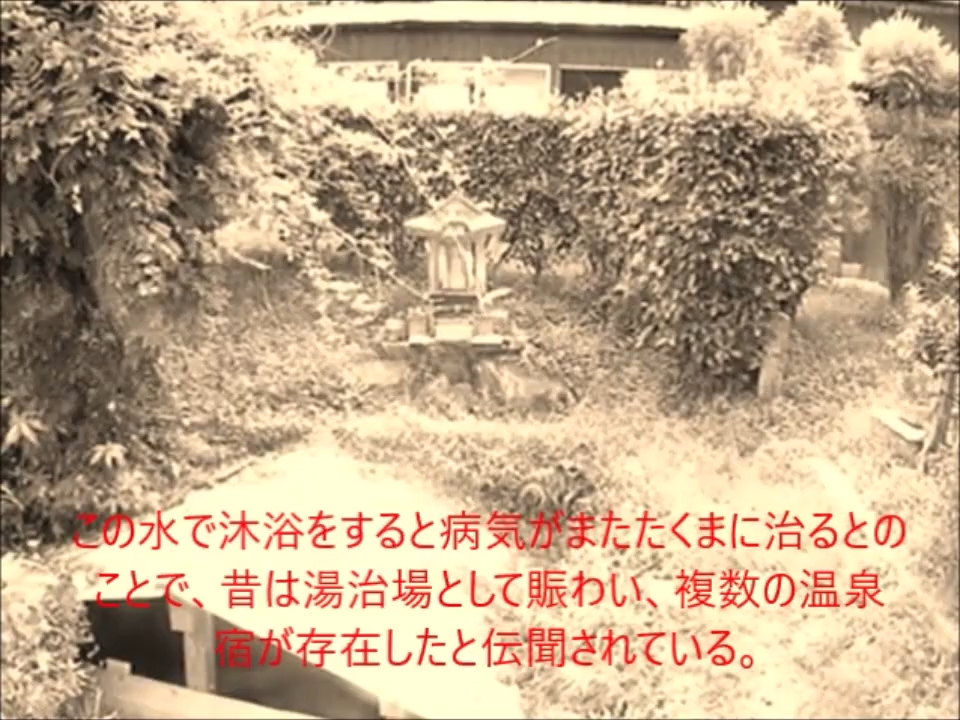 この水で沐浴をすると病気がまたたくまに治るとの
ことで、昔は湯治場として賑わい、複数の温泉
宿が存在したと伝聞されている。